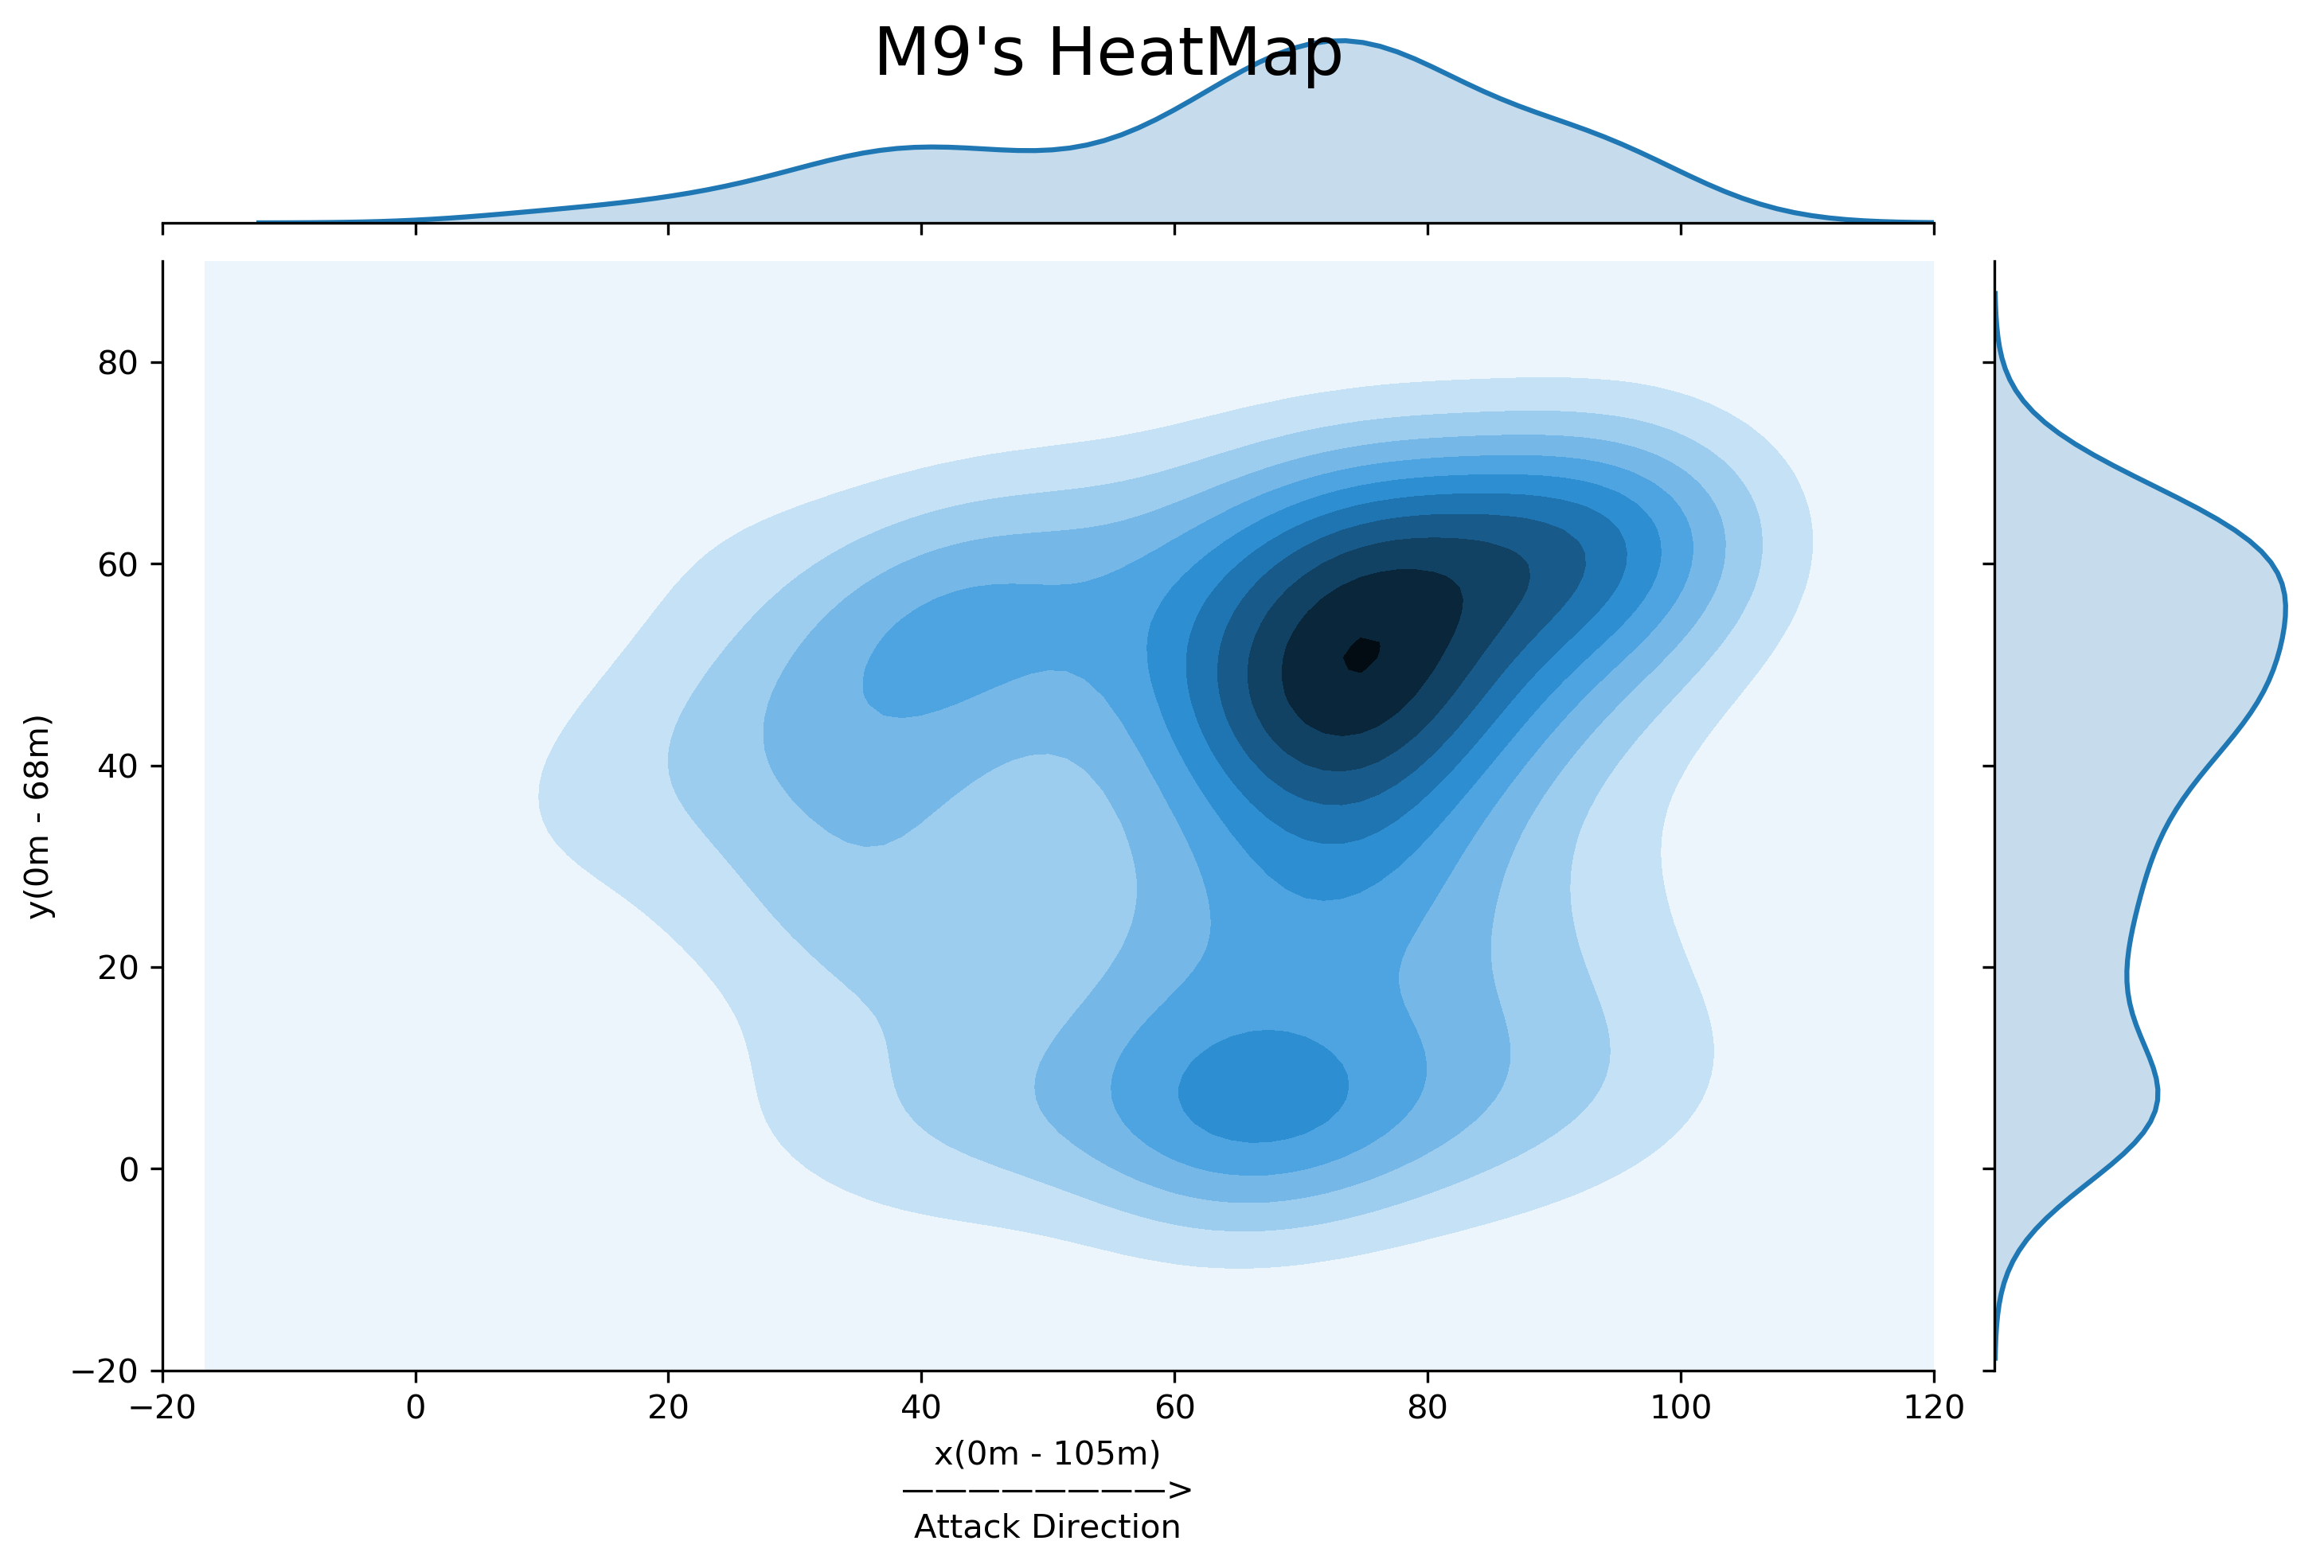 M9's HeatMap
80
60
40
20
0
−20
y(0m - 68m)
−20 0 20 40 60 80 100 120
x(0m - 105m)
————————>
Attack Direction